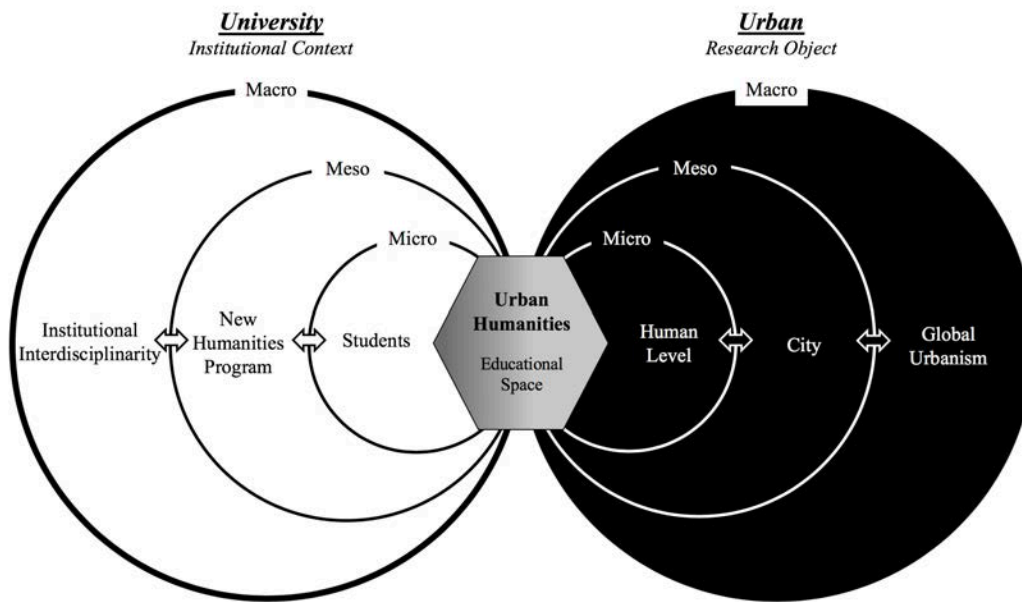 University
Institutional Context
Urban
Research Object
Macro
Macro
Meso
Meso
Micro
Micro
Institutional
Interdisciplinarity
New
Humanities
Program
Students
Urban
Humanities
Educational
Space
Human
Level
City
Global
Urbanism